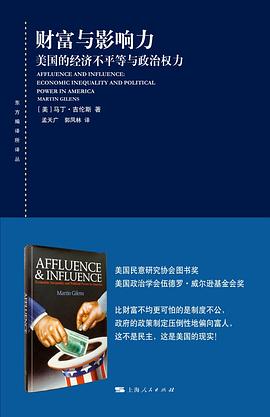 财富与影响力
美国的经济不平等与政治权力
AFFLUENCE AND INFLUENCE:
ECONOMIC INEQUALITY AND POLITICAL
POWER IN AMERICA
MARTIN GILENS
[美] 马丁·吉伦斯 著
孟天广 郭凤林 译
东方编译所译丛
AFFLUENCE
& INFLUENCE
Economic Inequality and Political Power in America
Martin Gilens
美国民意研究协会图书奖
美国政治学会伍德罗·威尔逊基金会奖
比财富不均更可怕的是制度不公,
政府的政策制定压倒性地偏向富人,
这不是民主,这是美国的现实!
上海人民出版社